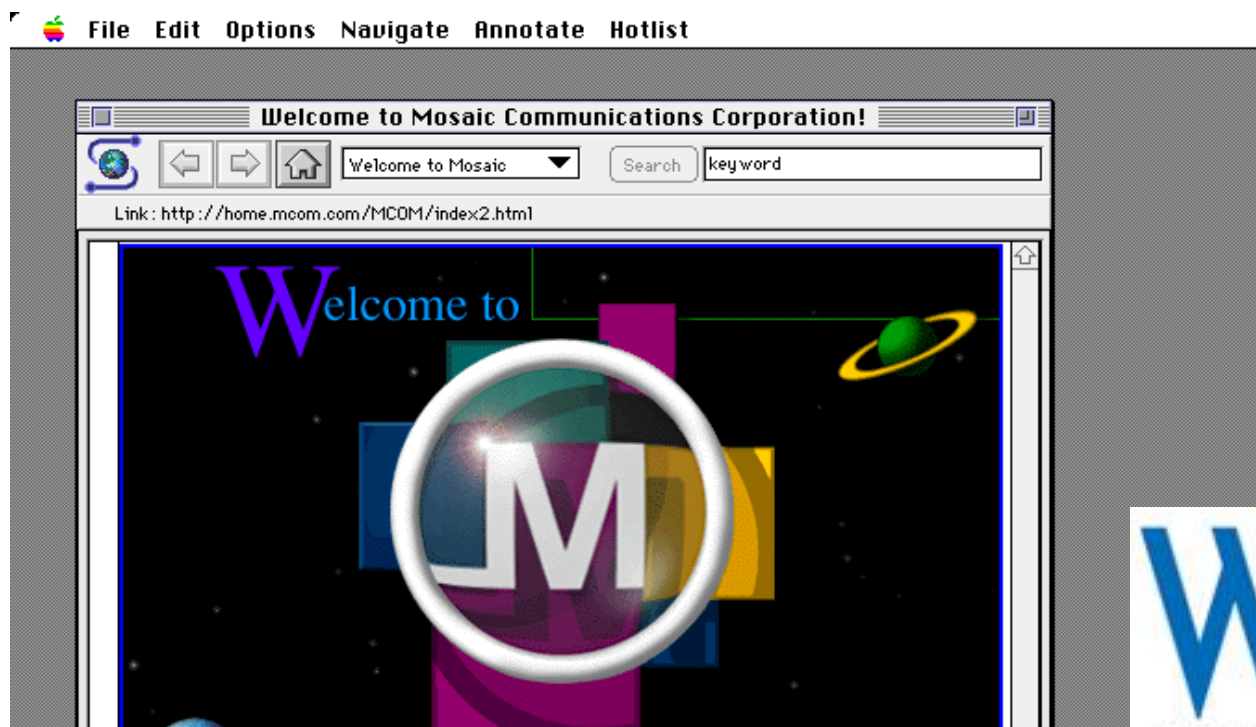 File Edit Options Navigate Annotate Hotlist
Welcome to Mosaic Communications Corporation!
Welcome to Mosaic Search keyword
Link: http://home.mcom.com/MCOM/index2.html
Welcome to
M
W